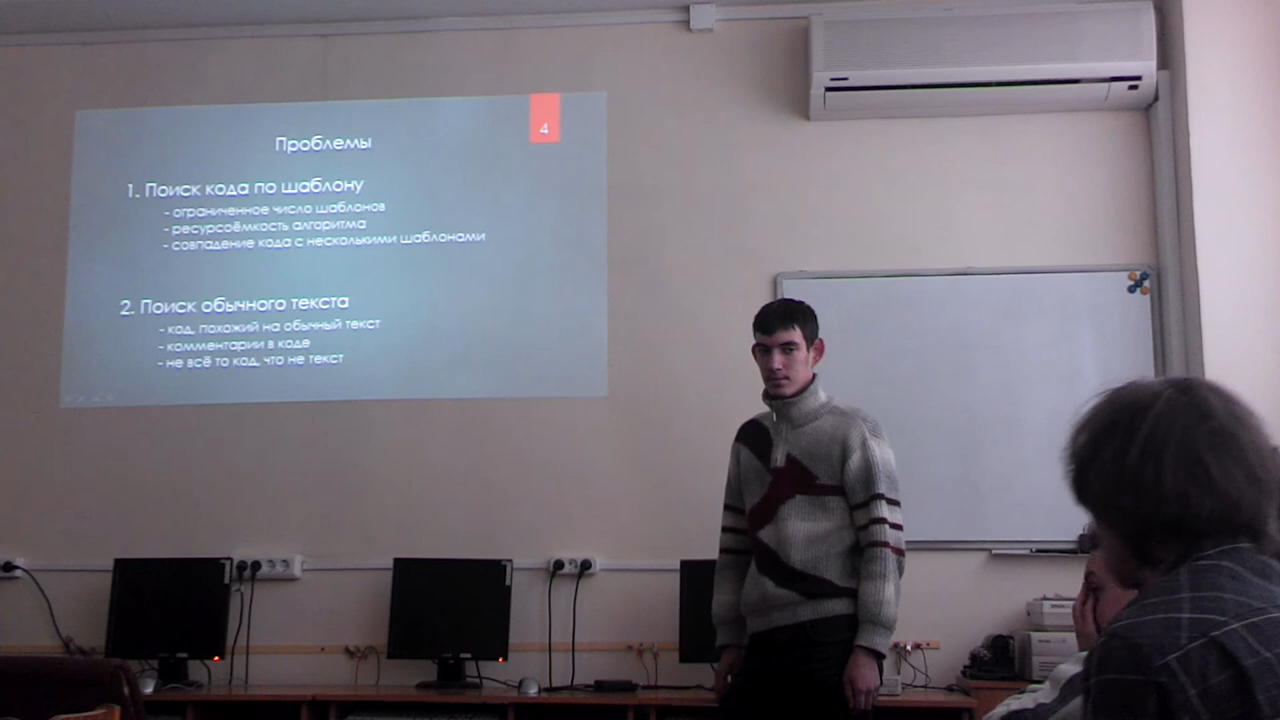 4
Проблемы
1. Поиск кода по шаблону
- ограниченное число шаблонов
- ресурсоёмкость алгоритма
- совпадение кода с несколькими шаблонами
2. Поиск обычного текста
- код, похожий на обычный текст
- комментарии в коде
- не всё то код, что не текст